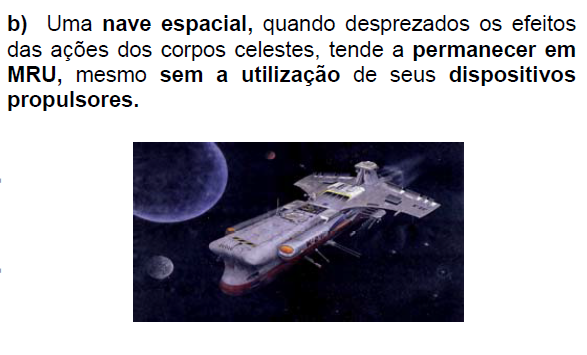 b) Uma nave espacial, quando desprezados os efeitos
das ações dos corpos celestes, tende a permanecer em
MRU, mesmo sem a utilização de seus dispositivos
propulsores.